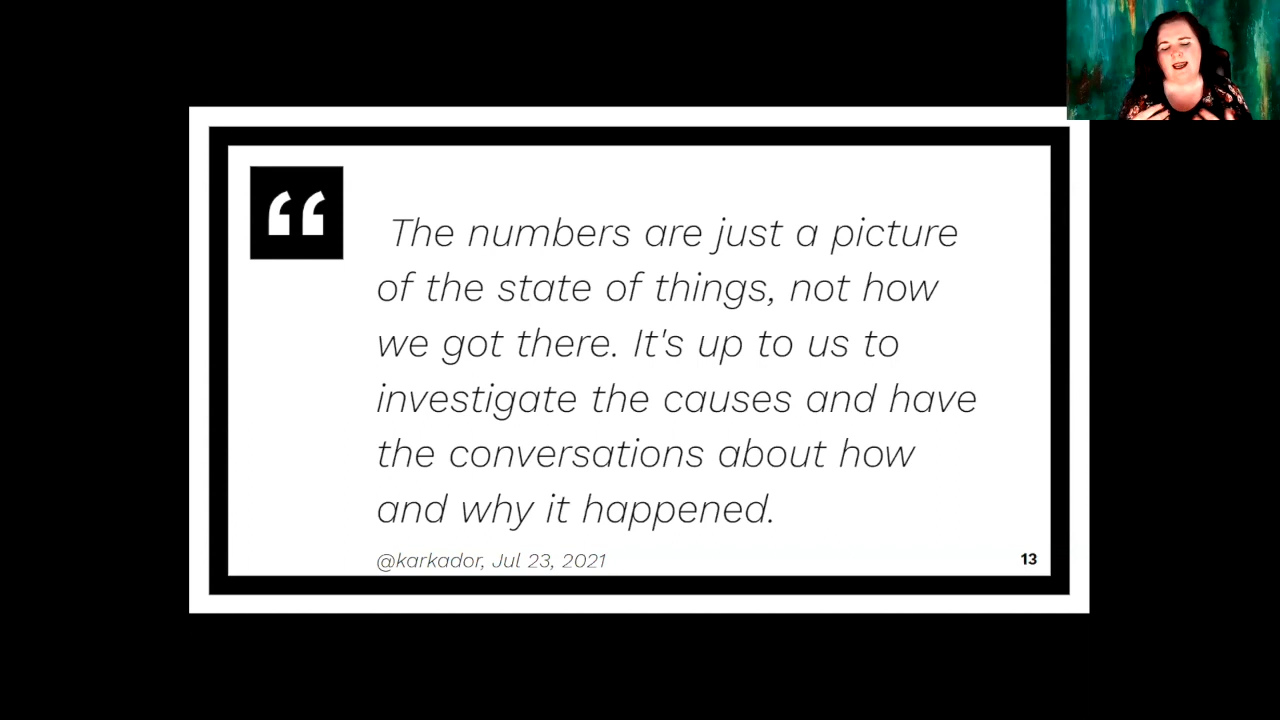 “
The numbers are just a picture
of the state of things, not how
we got there. It's up to us to
investigate the causes and have
the conversations about how
and why it happened.
@karkador, Jul 23, 2021
13